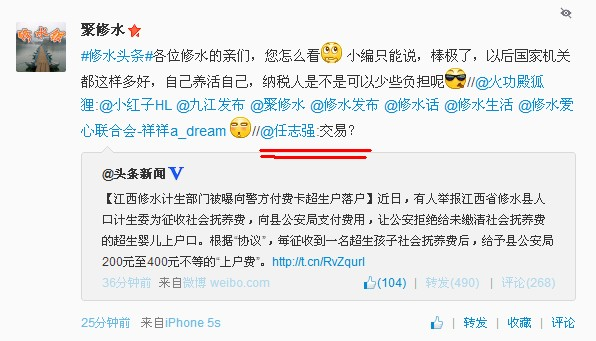 修水头条
聚修水
#修水头条#各位修水的亲们，您怎么看 小编只能说，棒极了，以后国家机关
都这样多好，自己养活自己，纳税人是不是可以少些负担呢//@火功殿狐
狸:@小红子HL @九江发布 @聚修水 @修水发布 @修水话 @修水生活 @修水爱
心联合会-祥祥a_dream //@任志强:交易？
@头条新闻
【江西修水计生部门被曝向警方付费卡超生户落户】近日，有人举报江西省修水县人
口计生委为征收社会抚养费，向县公安局支付费用，让公安拒绝给未缴清社会抚养费
的超生婴儿上户口。根据“协议”，每征收到一名超生孩子社会抚养费后，给予县公安局
200元至400元不等的“上户费”。http://t.cn/RvZqurl
36分钟前 来自微博 weibo.com (104) | 转发(490) | 评论(268)
25分钟前 来自iPhone 5s | 转发 | 收藏 | 评论